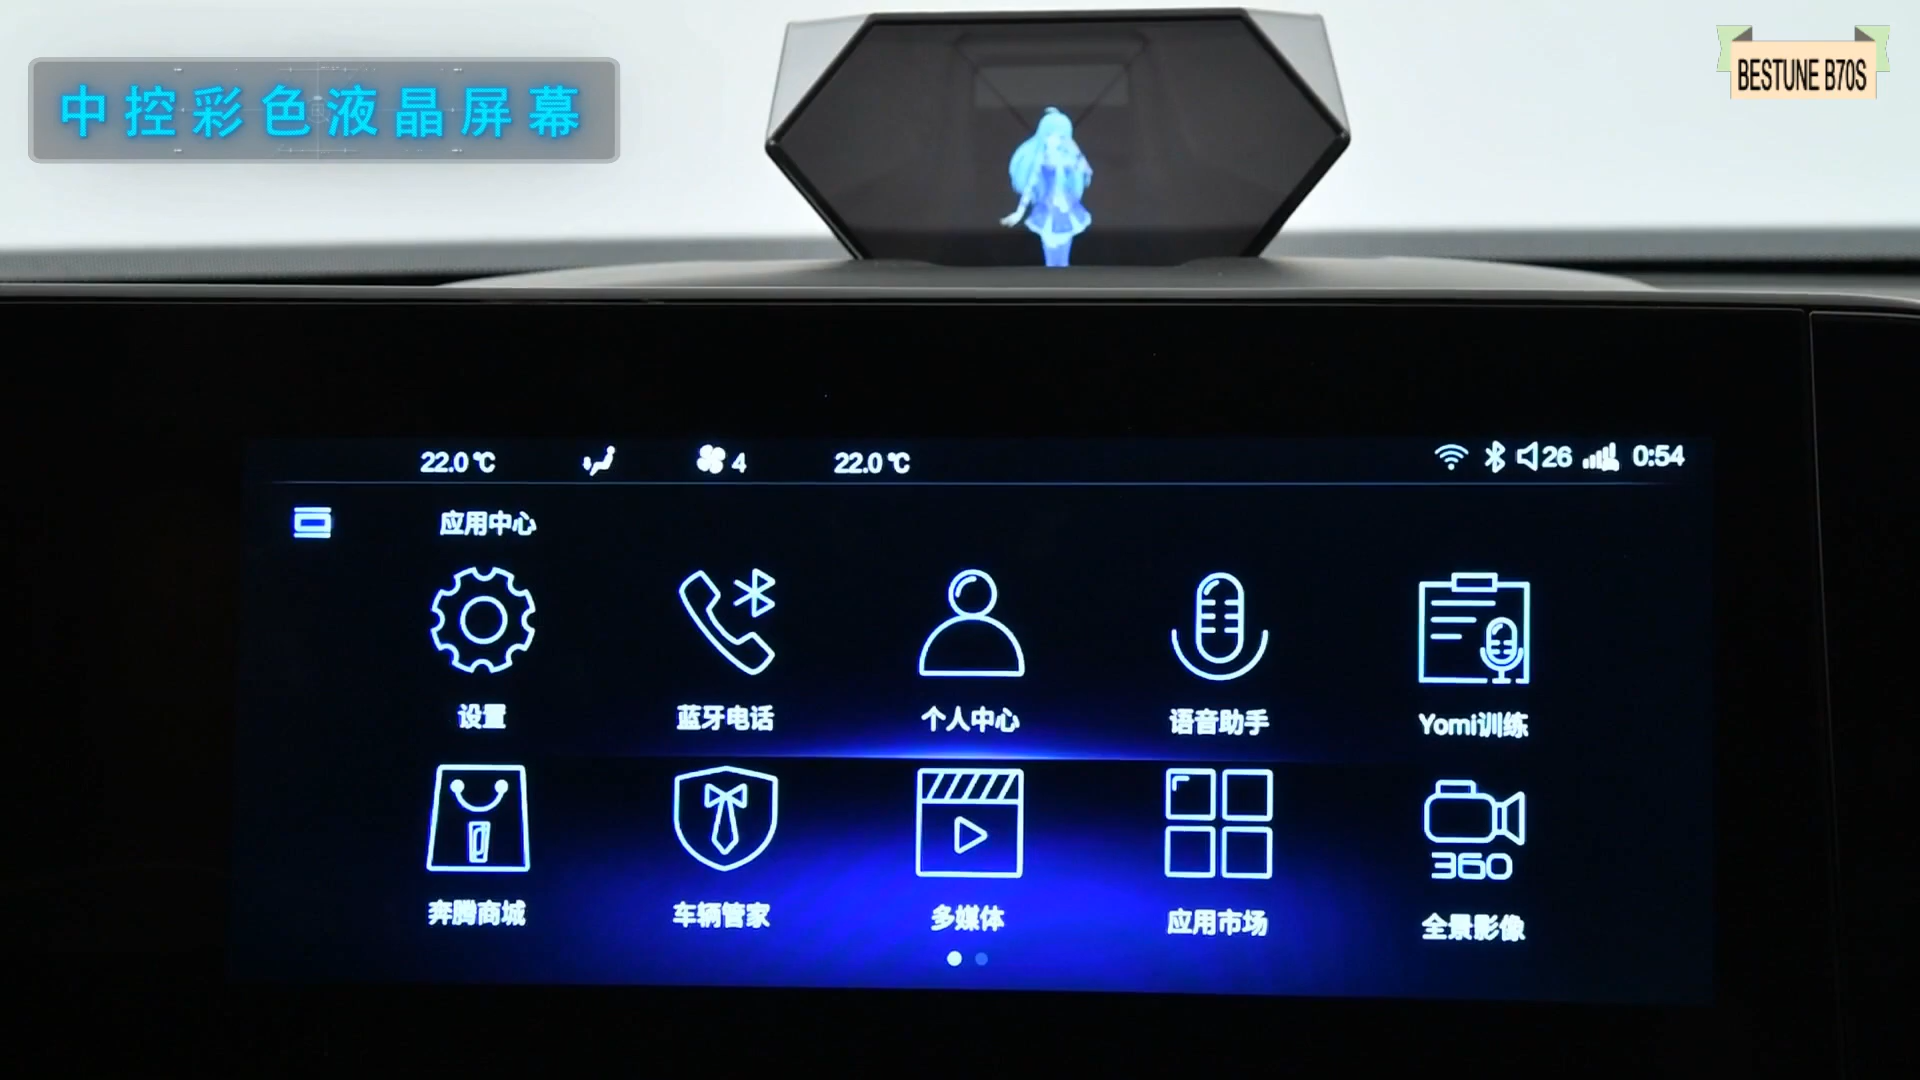 中控彩色液晶屏幕
BESTUNE B70S
22.0℃ 4 22.0℃ 26 0:54
应用中心
设置 蓝牙电话 个人中心 语音助手 Yomi训练
360
奔腾商城 车辆管家 多媒体 应用市场 全景影像